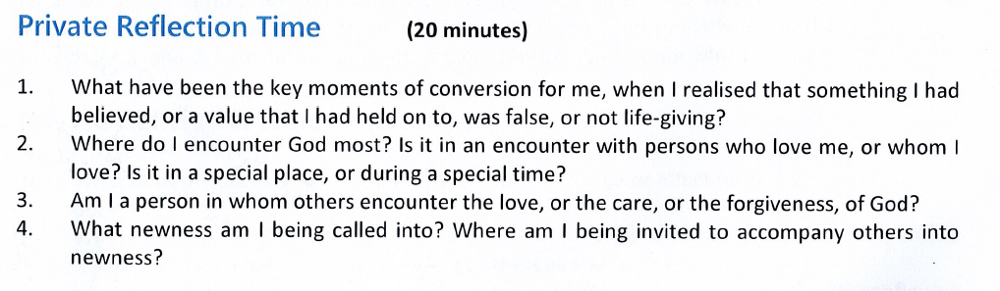 Private Reflection Time (20 minutes)
1. What have been the key moments of conversion for me, when I realised that something I had
believed, or a value that I had held on to, was false, or not life-giving?
2. Where do I encounter God most? Is it in an encounter with persons who love me, or whom I
love? Is it in a special place, or during a special time?
3. Am I a person in whom others encounter the love, or the care, or the forgiveness, of God?
4. What newness am I being called into? Where am I being invited to accompany others into
newness?